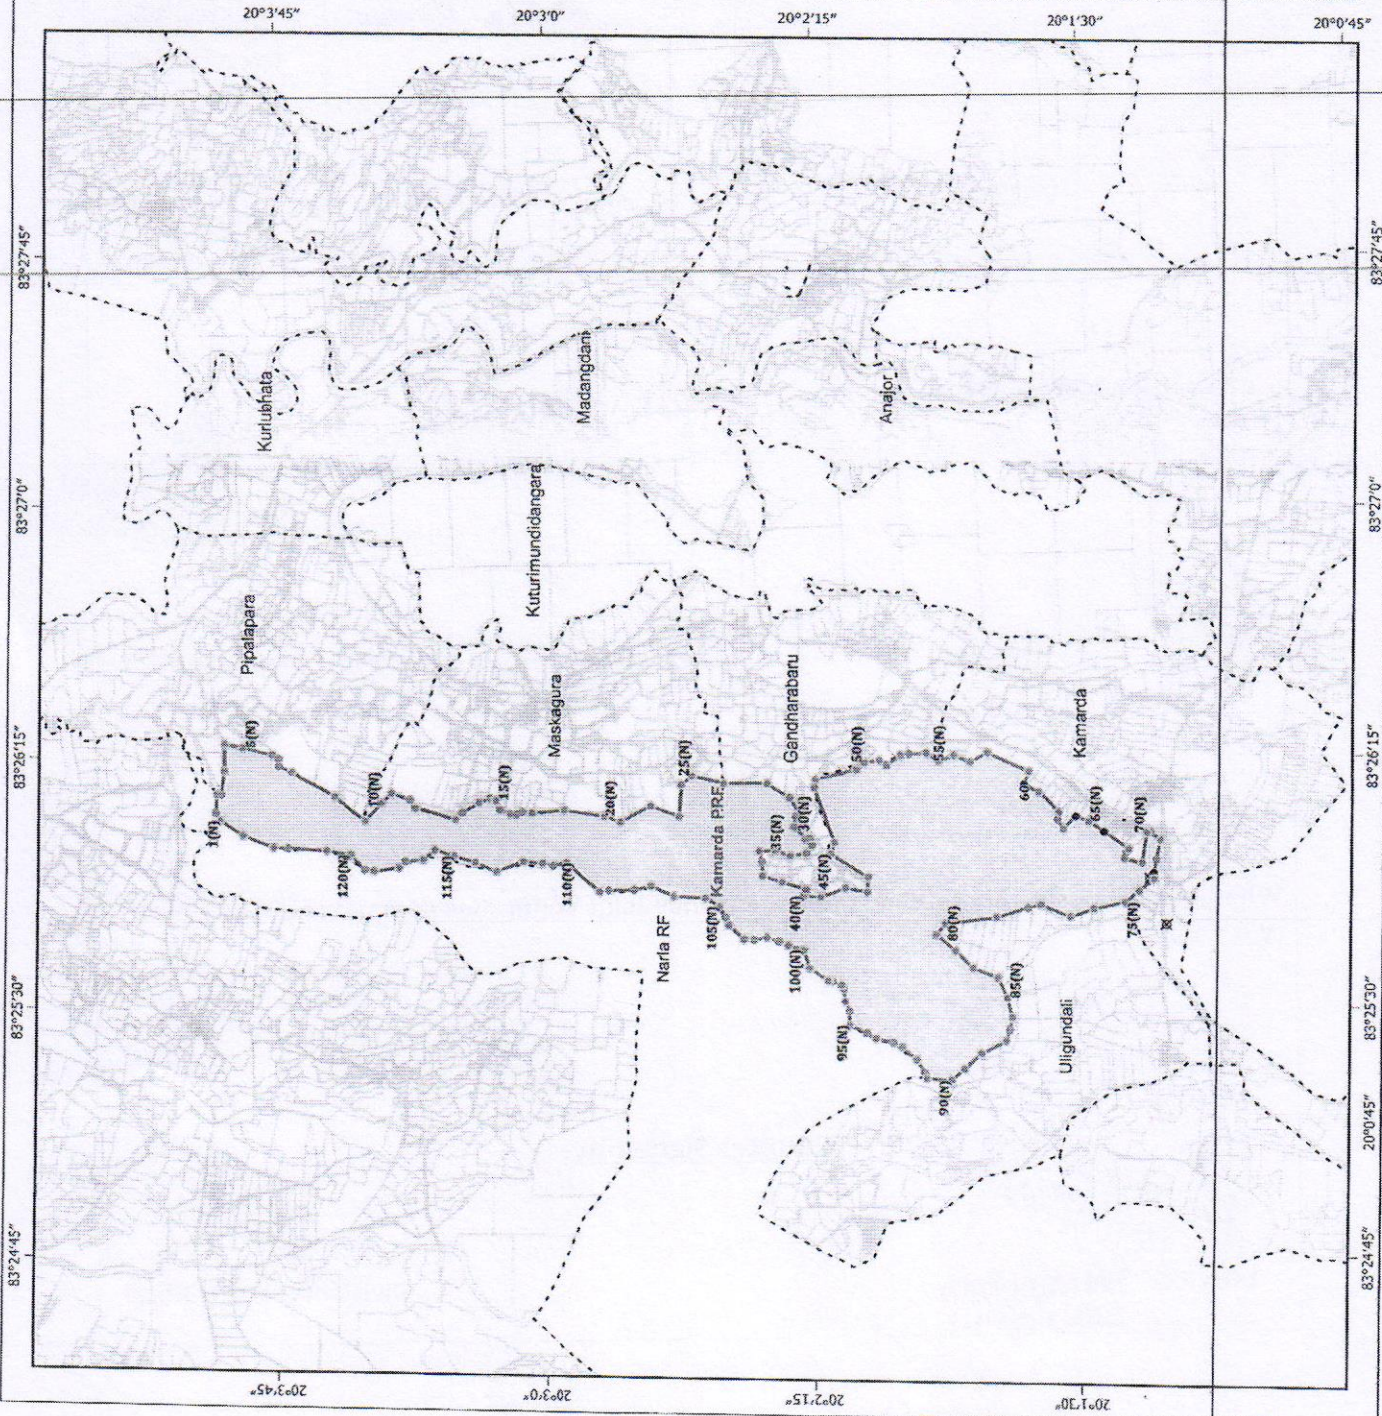 20°3'45"
20°3'0"
20°2'15"
20°1'30"
20°0'45"
83°27'45"
83°27'45"
Kurlubhata
Madangdani
Anajor
83°27'0"
83°27'0"
Kuturimundidangara
Pipalapara
Maskagura
Gandharabaru
Kamarda
83°26'15"
83°26'15"
1(N)
5(N)
10(N)
15(N)
20(N)
25(N)
30(N)
35(N)
40(N)
45(N)
50(N)
55(N)
60
65(N)
70(N)
75(N)
80(N)
85(N)
90(N)
95(N)
100(N)
105(N)
110(N)
115(N)
120(N)
Kamarda PRF
Narla RF
Uligundali
83°25'30"
83°25'30"
20°0'45"
83°24'45"
83°24'45"
20°3'45"
20°3'0"
20°2'15"
20°1'30"